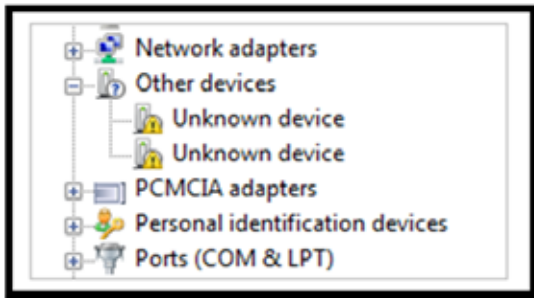 Network adapters
Other devices
Unknown device
Unknown device
PCMCIA adapters
Personal identification devices
Ports (COM & LPT)